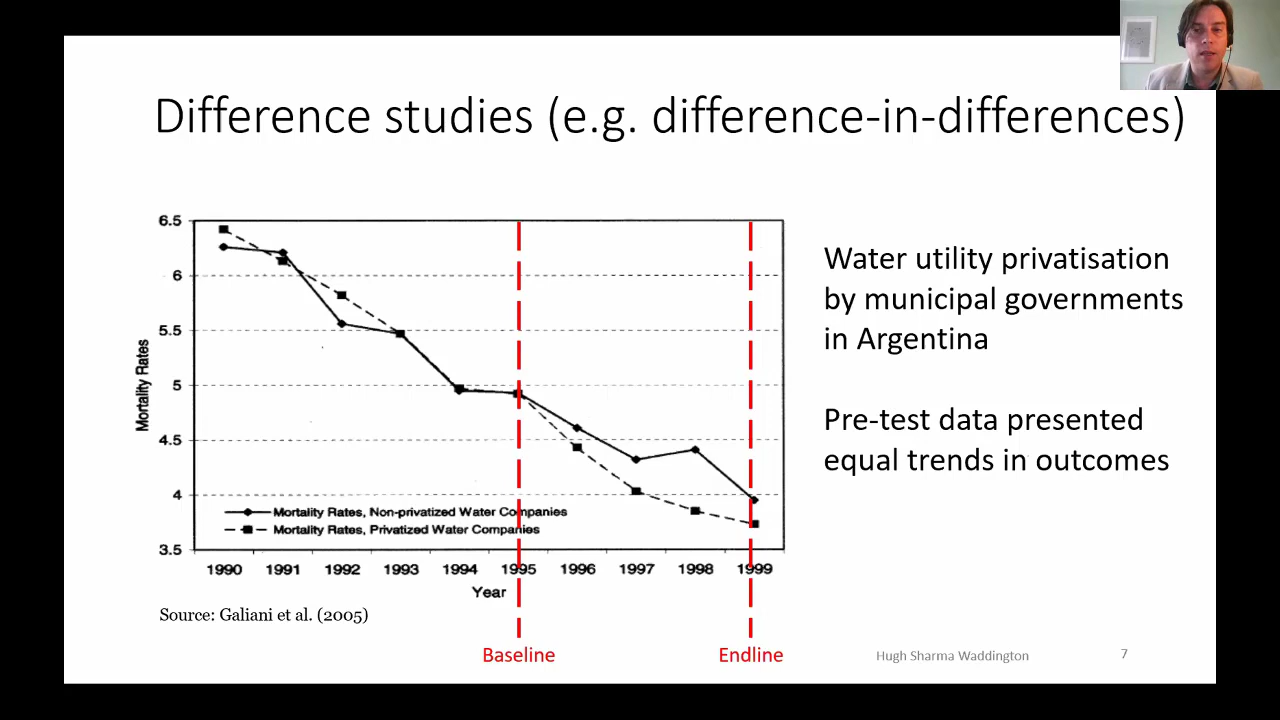 Difference studies (e.g. difference-in-differences)
6.5
6
5.5
5
4.5
4
3.5
Mortality Rates
Mortality Rates, Non-privatized Water Companies
Mortality Rates, Privatized Water Companies
1990 1991 1992 1993 1994 1995 1996 1997 1998 1999
Year
Source: Galiani et al. (2005)
Baseline
Endline
Water utility privatisation
by municipal governments
in Argentina
Pre-test data presented
equal trends in outcomes
Hugh Sharma Waddington
7